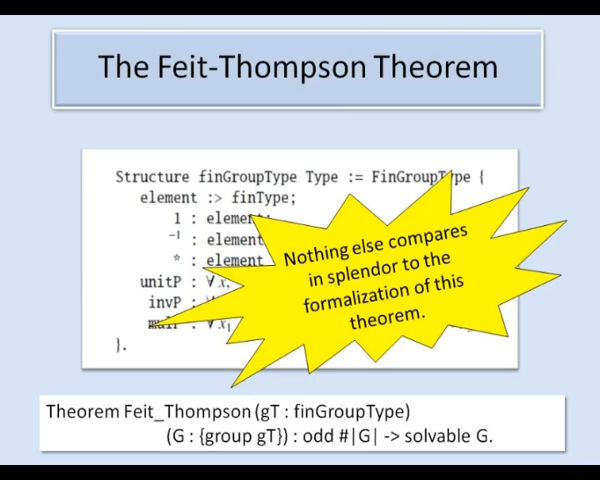 The Feit-Thompson Theorem
Structure finGroupType Type := FinGroupType {
element :> finType;
1 : element;
⁻¹ : element
* : element
unitP : ∀ x,
invP :
: ∀ x₁
}.
Nothing else compares
in splendor to the
formalization of this
theorem.
Theorem Feit_Thompson (gT : finGroupType)
(G : {group gT}) : odd #|G| -> solvable G.